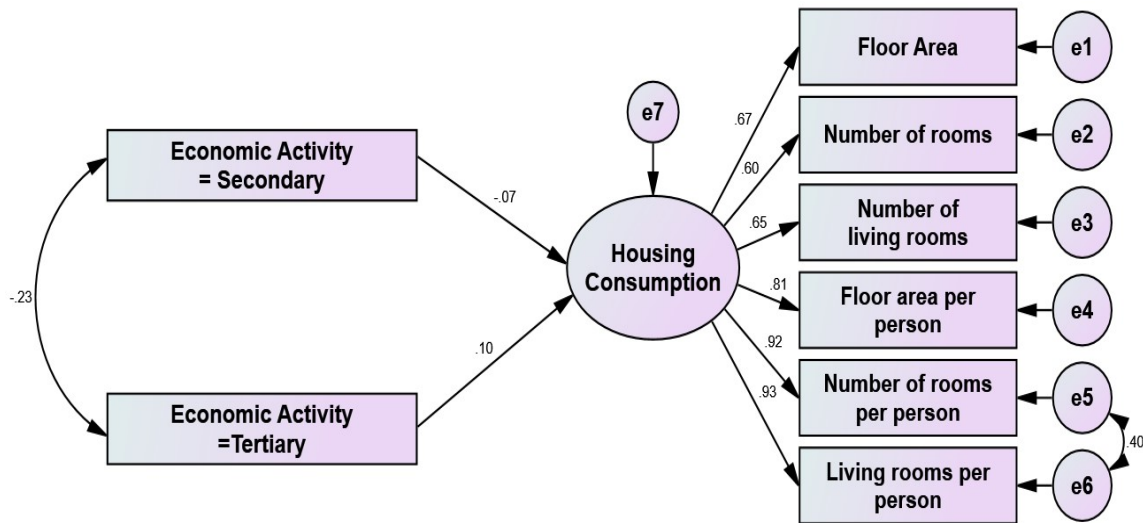 Floor Area
e1
e7
.67
Number of rooms
e2
Economic Activity
= Secondary
.60
-.07
Number of
living rooms
e3
.65
Housing
Consumption
-.23
.81
Floor area per
person
e4
.10
.92
Number of rooms
per person
e5
.93
Economic Activity
=Tertiary
.40
Living rooms per
person
e6